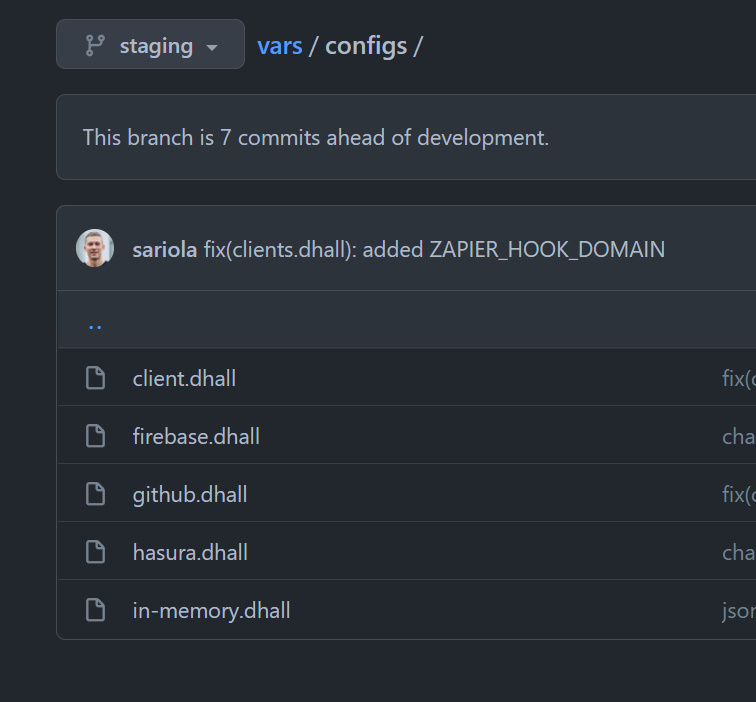 staging vars / configs /
This branch is 7 commits ahead of development.
sariola fix(clients.dhall): added ZAPIER_HOOK_DOMAIN
..
client.dhall fix(
firebase.dhall cha
github.dhall fix(
hasura.dhall cha
in-memory.dhall json